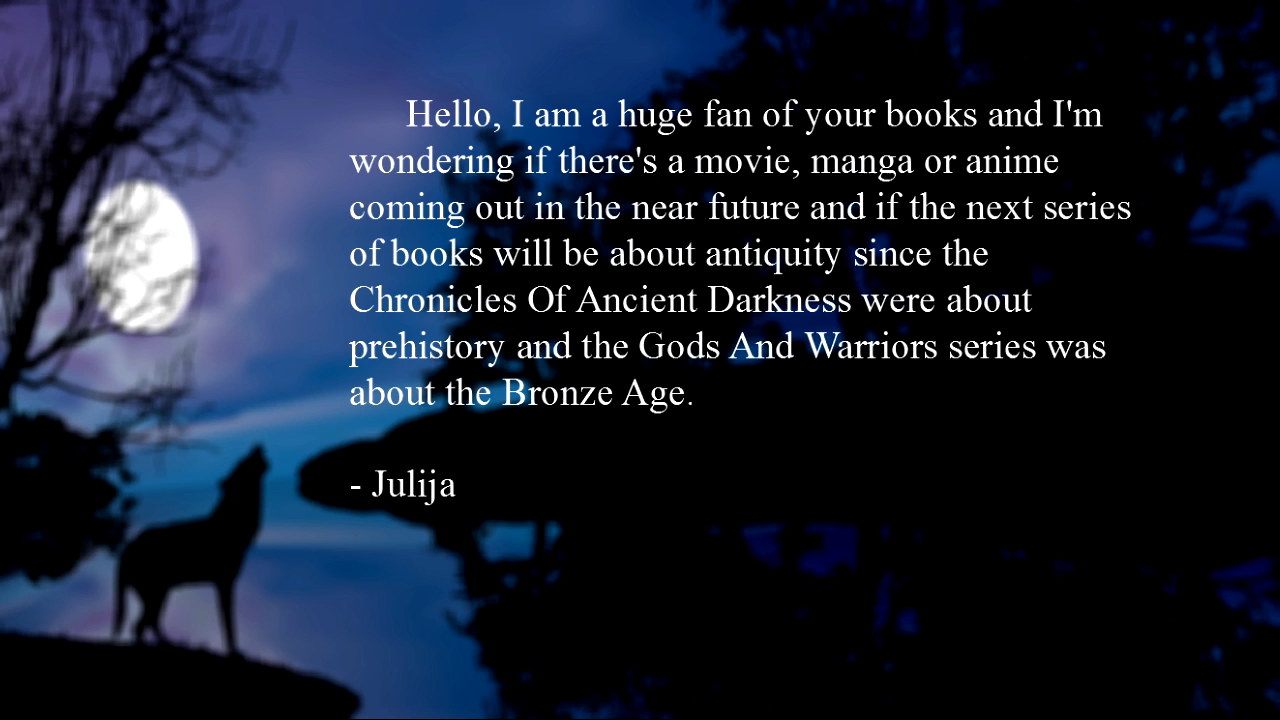 Hello, I am a huge fan of your books and I'm
wondering if there's a movie, manga or anime
coming out in the near future and if the next series
of books will be about antiquity since the
Chronicles Of Ancient Darkness were about
prehistory and the Gods And Warriors series was
about the Bronze Age.
- Julija